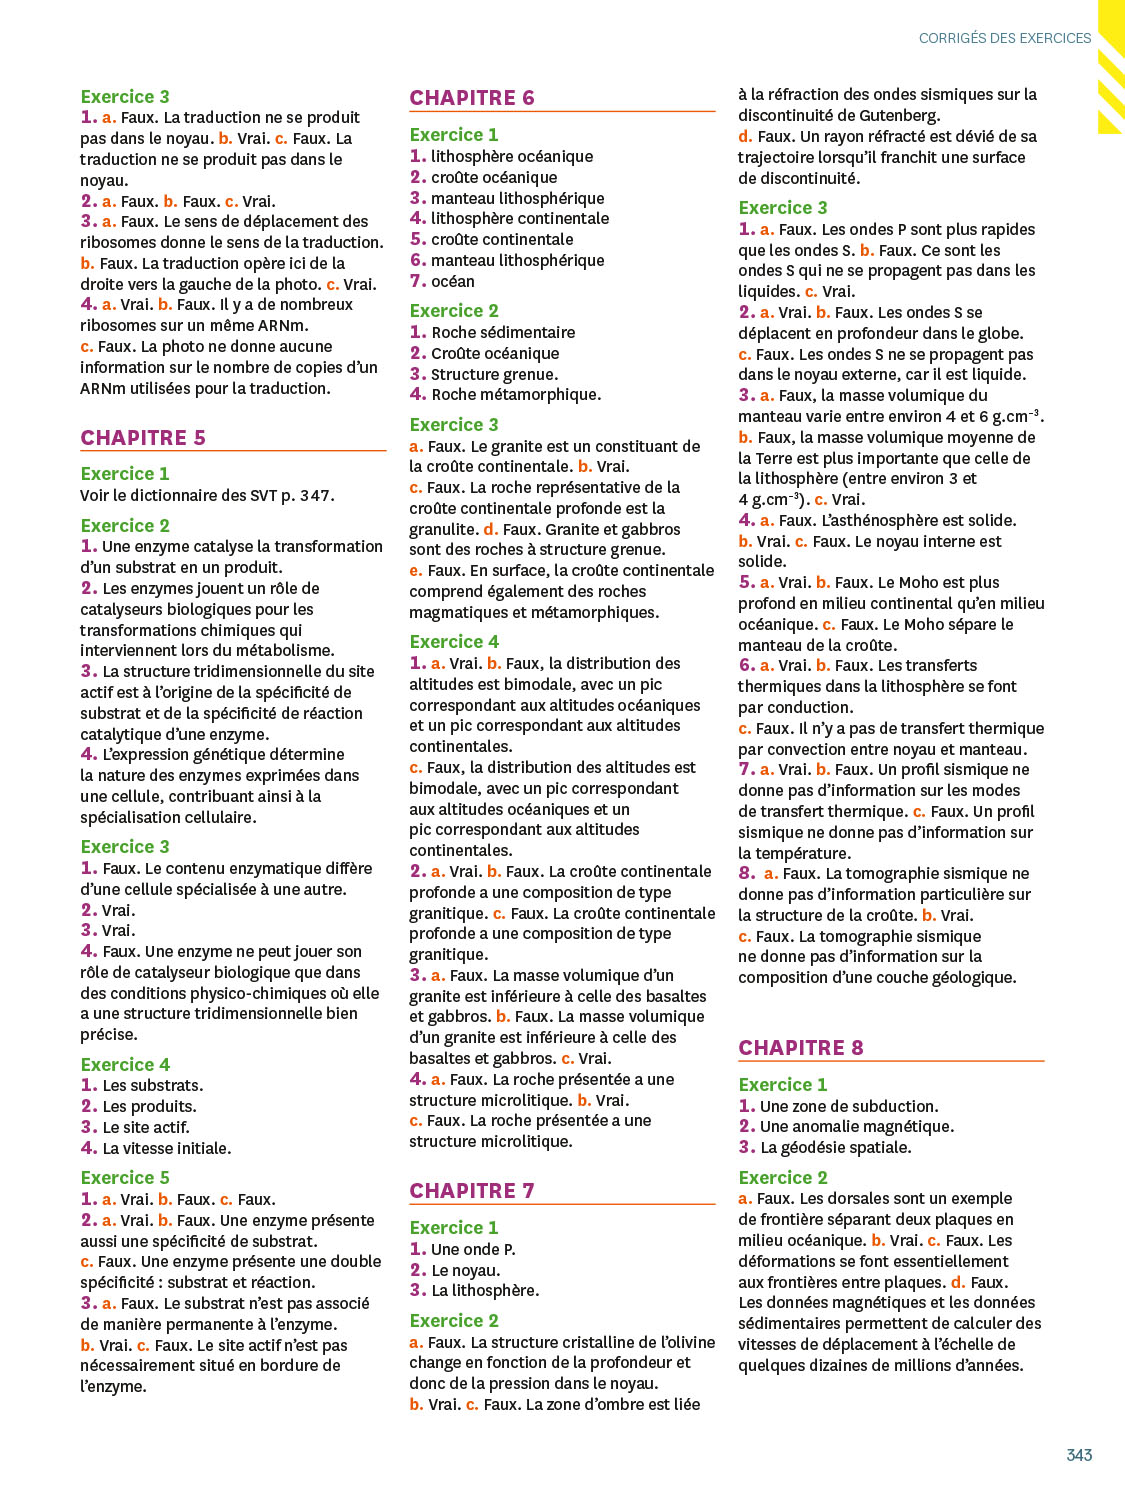 CORRIGÉS DES EXERCICES
Exercice 3
1. a. Faux. La traduction ne se produit
pas dans le noyau. b. Vrai. c. Faux. La
traduction ne se produit pas dans le
noyau.
2. a. Faux. b. Faux. c. Vrai.
3. a. Faux. Le sens de déplacement des
ribosomes donne le sens de la traduction.
b. Faux. La traduction opère ici de la
droite vers la gauche de la photo. c. Vrai.
4. a. Vrai. b. Faux. Il y a de nombreux
ribosomes sur un même ARNm.
c. Faux. La photo ne donne aucune
information sur le nombre de copies d’un
ARNm utilisées pour la traduction.
CHAPITRE 5
Exercice 1
Voir le dictionnaire des SVT p. 347.
Exercice 2
1. Une enzyme catalyse la transformation
d’un substrat en un produit.
2. Les enzymes jouent un rôle de
catalyseurs biologiques pour les
transformations chimiques qui
interviennent lors du métabolisme.
3. La structure tridimensionnelle du site
actif est à l’origine de la spécificité de
substrat et de la spécificité de réaction
catalytique d’une enzyme.
4. L’expression génétique détermine
la nature des enzymes exprimées dans
une cellule, contribuant ainsi à la
spécialisation cellulaire.
Exercice 3
1. Faux. Le contenu enzymatique diffère
d’une cellule spécialisée à une autre.
2. Vrai.
3. Vrai.
4. Faux. Une enzyme ne peut jouer son
rôle de catalyseur biologique que dans
des conditions physico-chimiques où elle
a une structure tridimensionnelle bien
précise.
Exercice 4
1. Les substrats.
2. Les produits.
3. Le site actif.
4. La vitesse initiale.
Exercice 5
1. a. Vrai. b. Faux. c. Faux.
2. a. Vrai. b. Faux. Une enzyme présente
aussi une spécificité de substrat.
c. Faux. Une enzyme présente une double
spécificité : substrat et réaction.
3. a. Faux. Le substrat n’est pas associé
de manière permanente à l’enzyme.
b. Vrai. c. Faux. Le site actif n’est pas
nécessairement situé en bordure de
l’enzyme.
CHAPITRE 6
Exercice 1
1. lithosphère océanique
2. croûte océanique
3. manteau lithosphérique
4. lithosphère continentale
5. croûte continentale
6. manteau lithosphérique
7. océan
Exercice 2
1. Roche sédimentaire
2. Croûte océanique
3. Structure grenue.
4. Roche métamorphique.
Exercice 3
a. Faux. Le granite est un constituant de
la croûte continentale. b. Vrai.
c. Faux. La roche représentative de la
croûte continentale profonde est la
granulite. d. Faux. Granite et gabbros
sont des roches à structure grenue.
e. Faux. En surface, la croûte continentale
comprend également des roches
magmatiques et métamorphiques.
Exercice 4
1. a. Vrai. b. Faux, la distribution des
altitudes est bimodale, avec un pic
correspondant aux altitudes océaniques
et un pic correspondant aux altitudes
continentales.
c. Faux, la distribution des altitudes est
bimodale, avec un pic correspondant
aux altitudes océaniques et un
pic correspondant aux altitudes
continentales.
2. a. Vrai. b. Faux. La croûte continentale
profonde a une composition de type
granitique. c. Faux. La croûte continentale
profonde a une composition de type
granitique.
3. a. Faux. La masse volumique d’un
granite est inférieure à celle des basaltes
et gabbros. b. Faux. La masse volumique
d’un granite est inférieure à celle des
basaltes et gabbros. c. Vrai.
4. a. Faux. La roche présentée a une
structure microlitique. b. Vrai.
c. Faux. La roche présentée a une
structure microlitique.
CHAPITRE 7
Exercice 1
1. Une onde P.
2. Le noyau.
3. La lithosphère.
Exercice 2
a. Faux. La structure cristalline de l’olivine
change en fonction de la profondeur et
donc de la pression dans le noyau.
b. Vrai. c. Faux. La zone d’ombre est liée
à la réfraction des ondes sismiques sur la
discontinuité de Gutenberg.
d. Faux. Un rayon réfracté est dévié de sa
trajectoire lorsqu’il franchit une surface
de discontinuité.
Exercice 3
1. a. Faux. Les ondes P sont plus rapides
que les ondes S. b. Faux. Ce sont les
ondes S qui ne se propagent pas dans les
liquides. c. Vrai.
2. a. Vrai. b. Faux. Les ondes S se
déplacent en profondeur dans le globe.
c. Faux. Les ondes S ne se propagent pas
dans le noyau externe, car il est liquide.
3. a. Faux, la masse volumique du
manteau varie entre environ 4 et 6 g.cm⁻³.
b. Faux, la masse volumique moyenne de
la Terre est plus importante que celle de
la lithosphère (entre environ 3 et
4 g.cm⁻³). c. Vrai.
4. a. Faux. L’asthénosphère est solide.
b. Vrai. c. Faux. Le noyau interne est
solide.
5. a. Vrai. b. Faux. Le Moho est plus
profond en milieu continental qu’en milieu
océanique. c. Faux. Le Moho sépare le
manteau de la croûte.
6. a. Vrai. b. Faux. Les transferts
thermiques dans la lithosphère se font
par conduction.
c. Faux. Il n’y a pas de transfert thermique
par convection entre noyau et manteau.
7. a. Vrai. b. Faux. Un profil sismique ne
donne pas d’information sur les modes
de transfert thermique. c. Faux. Un profil
sismique ne donne pas d’information sur
la température.
8. a. Faux. La tomographie sismique ne
donne pas d’information particulière sur
la structure de la croûte. b. Vrai.
c. Faux. La tomographie sismique
ne donne pas d’information sur la
composition d’une couche géologique.
CHAPITRE 8
Exercice 1
1. Une zone de subduction.
2. Une anomalie magnétique.
3. La géodésie spatiale.
Exercice 2
a. Faux. Les dorsales sont un exemple
de frontière séparant deux plaques en
milieu océanique. b. Vrai. c. Faux. Les
déformations se font essentiellement
aux frontières entre plaques. d. Faux.
Les données magnétiques et les données
sédimentaires permettent de calculer des
vitesses de déplacement à l’échelle de
quelques dizaines de millions d’années.
343